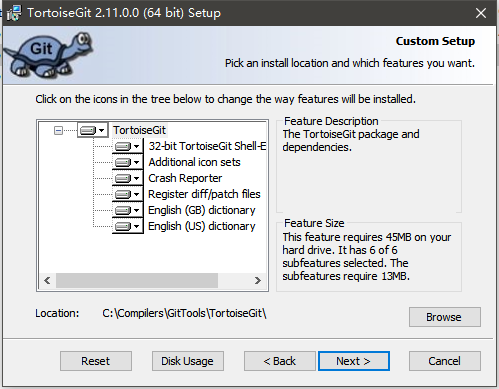 TortoiseGit 2.11.0.0 (64 bit) Setup
Git
Custom Setup
Pick an install location and which features you want.
Click on the icons in the tree below to change the way features will be installed.
TortoiseGit
32-bit TortoiseGit Shell-E
Additional icon sets
Crash Reporter
Register diff/patch files
English (GB) dictionary
English (US) dictionary
Feature Description
The TortoiseGit package and
dependencies.
Feature Size
This feature requires 45MB on your
hard drive. It has 6 of 6
subfeatures selected. The
subfeatures require 13MB.
Location: C:\Compilers\GitTools\TortoiseGit\
Browse
Reset Disk Usage < Back Next > Cancel